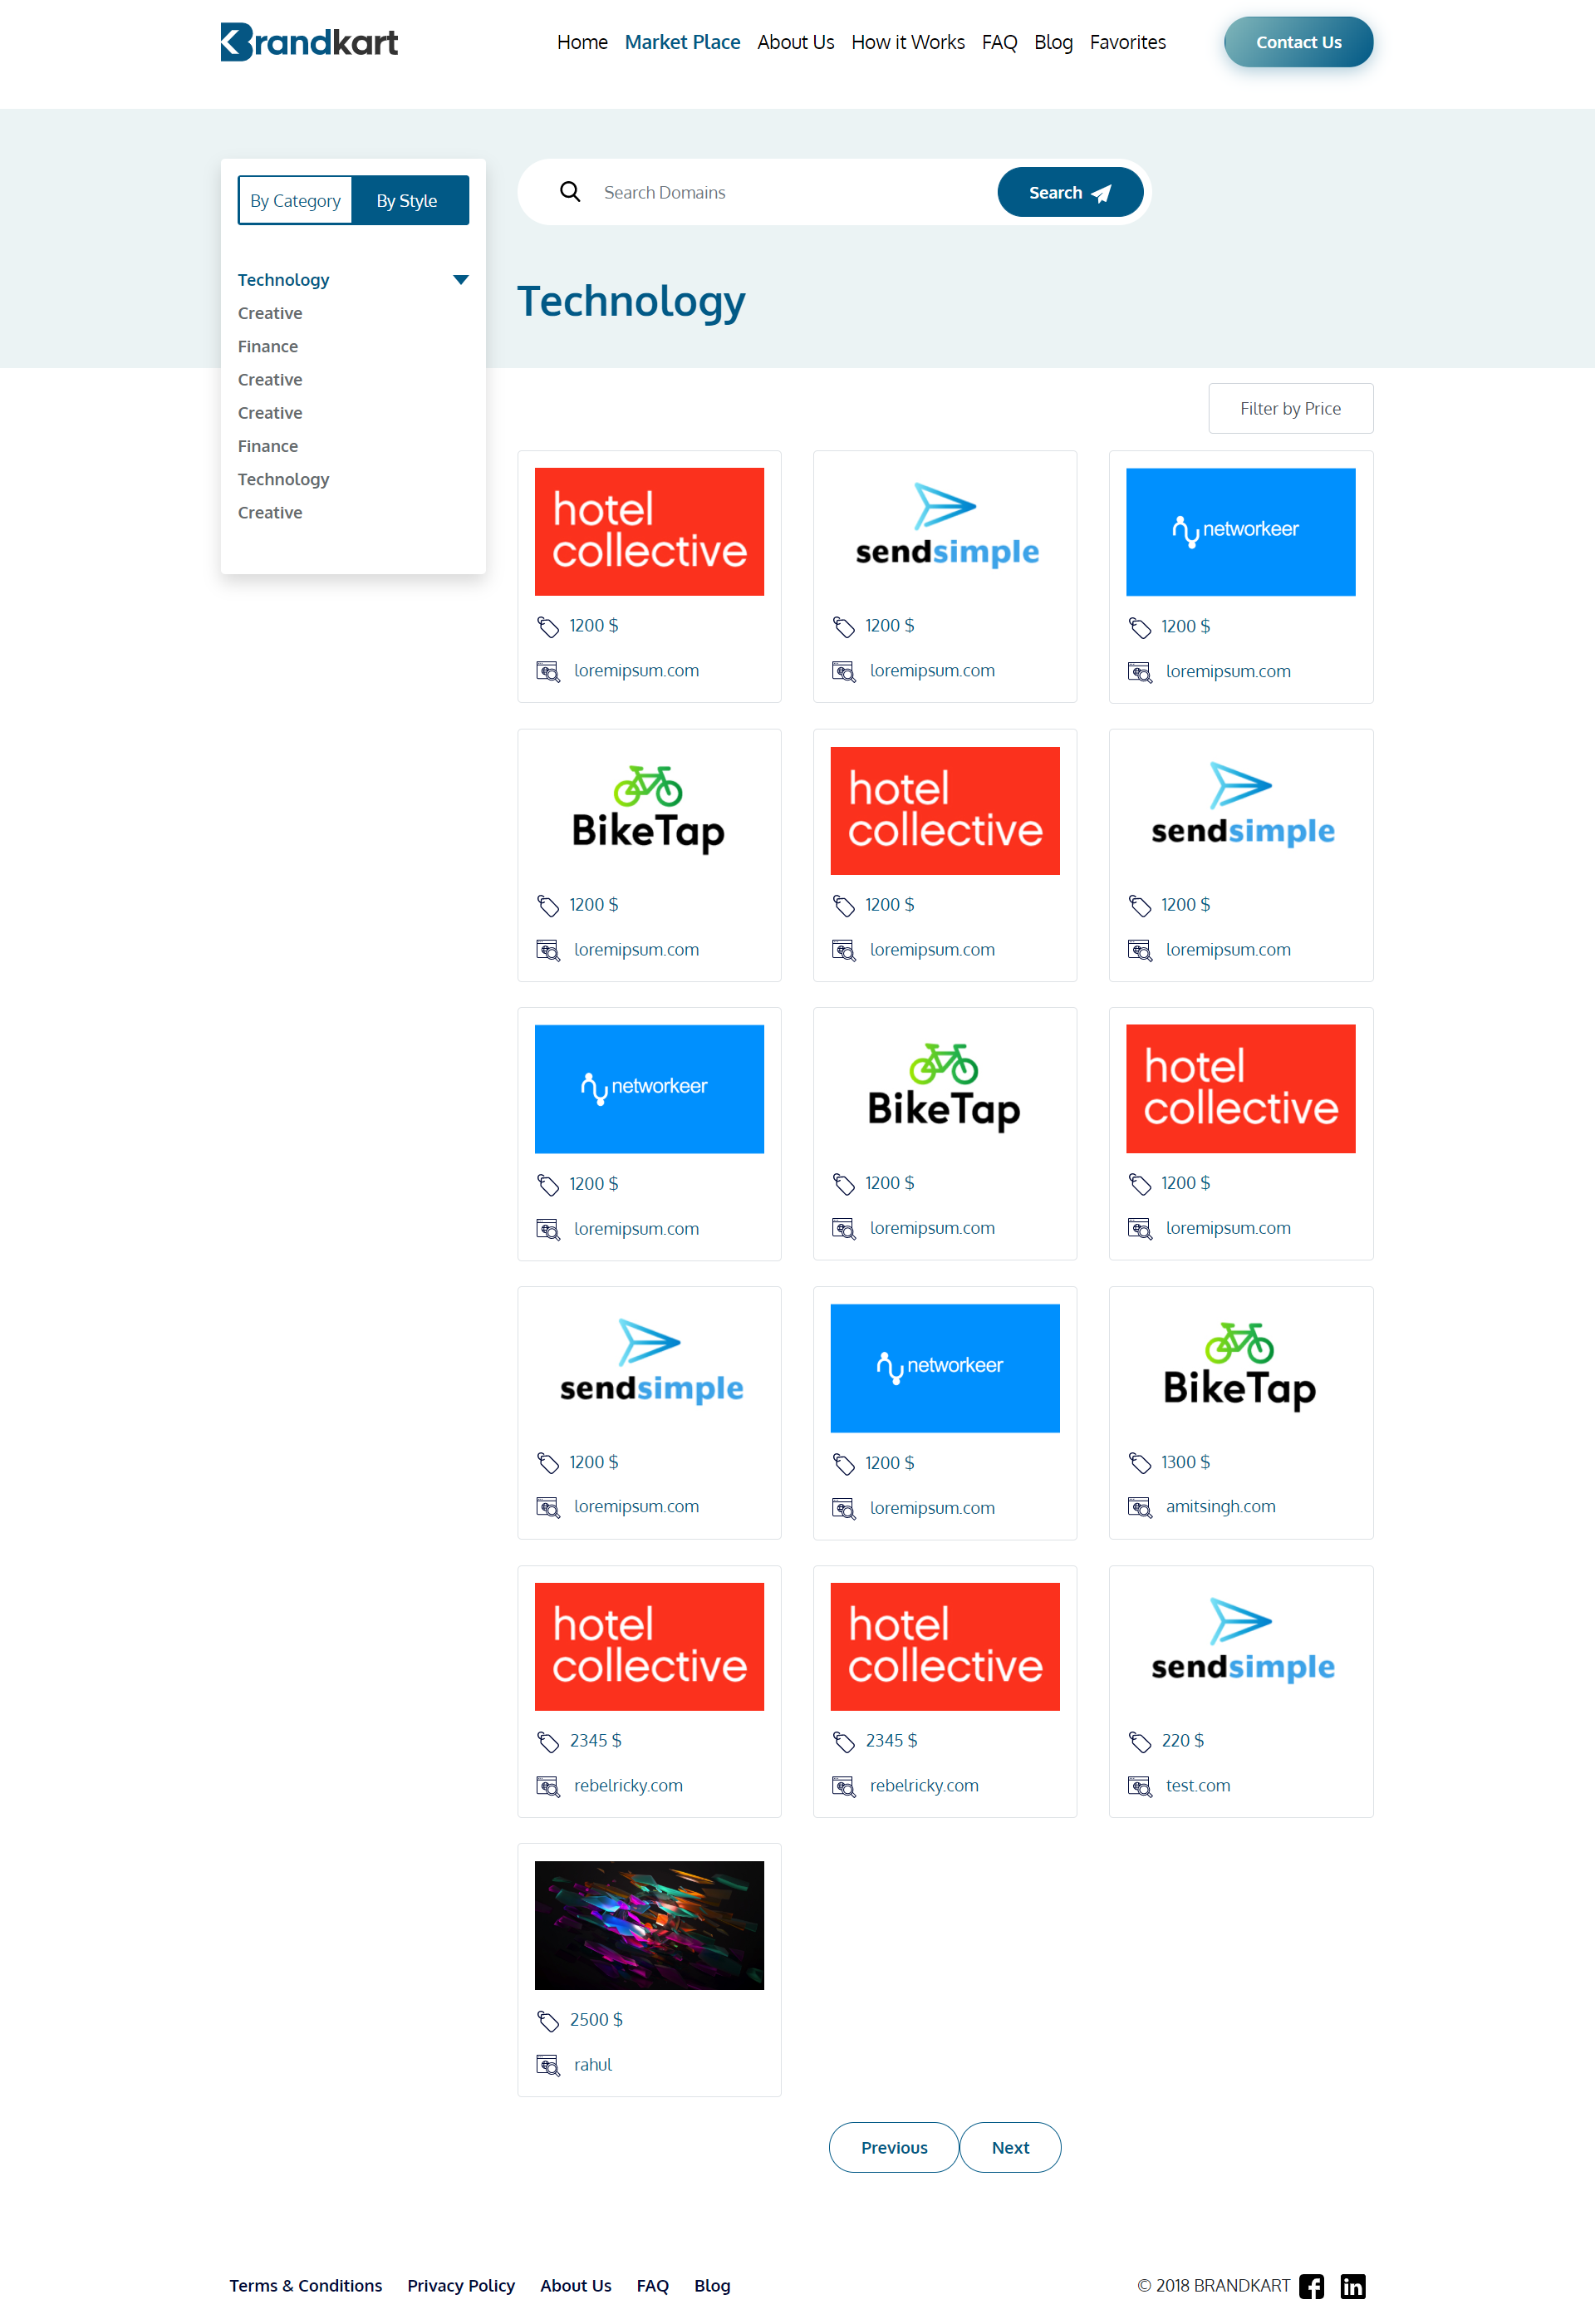 Brandkart
Home Market Place About Us How it Works FAQ Blog Favorites
Contact Us
By Category By Style
Technology
Creative
Finance
Creative
Creative
Finance
Technology
Creative
Search Domains
Search
Technology
Filter by Price
hotel
collective
1200 $
loremipsum.com
sendsimple
1200 $
loremipsum.com
networkeer
1200 $
loremipsum.com
BikeTap
1200 $
loremipsum.com
hotel
collective
1200 $
loremipsum.com
sendsimple
1200 $
loremipsum.com
networkeer
1200 $
loremipsum.com
BikeTap
1200 $
loremipsum.com
hotel
collective
1200 $
loremipsum.com
sendsimple
1200 $
loremipsum.com
networkeer
1200 $
loremipsum.com
BikeTap
1300 $
amitsingh.com
hotel
collective
2345 $
rebelricky.com
hotel
collective
2345 $
rebelricky.com
sendsimple
220 $
test.com
2500 $
rahul
Previous Next
Terms & Conditions Privacy Policy About Us FAQ Blog
© 2018 BRANDKART